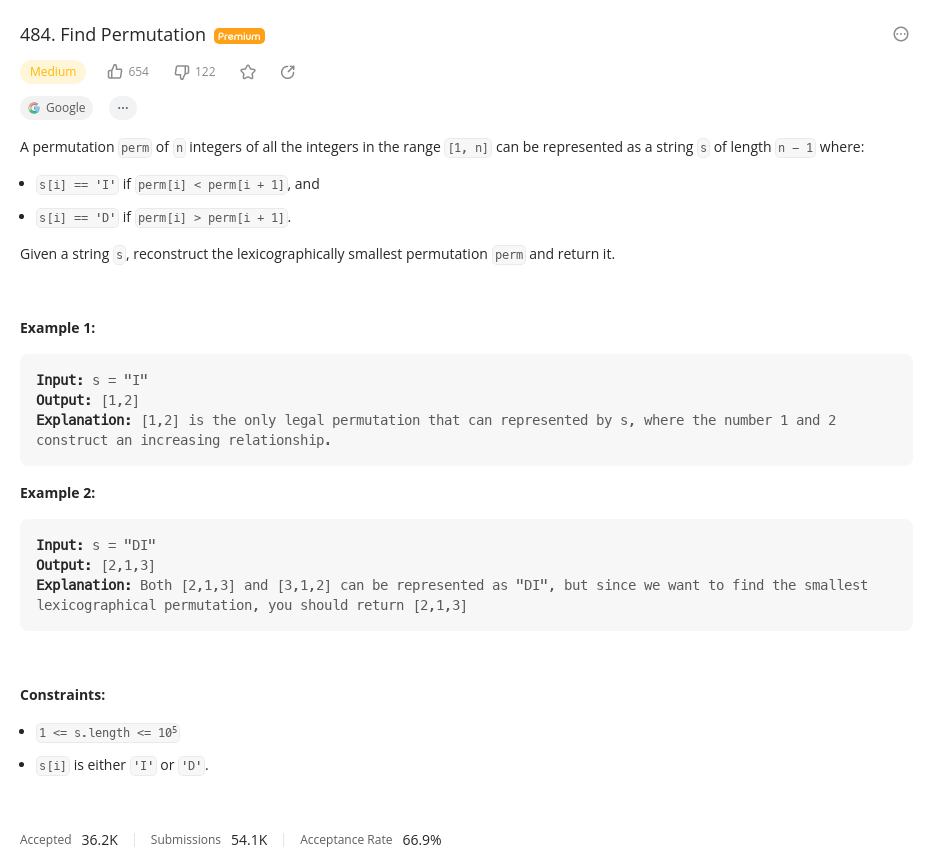 484. Find Permutation Premium
Medium 654 122
Google ...
A permutation perm of n integers of all the integers in the range [1, n] can be represented as a string s of length n − 1 where:
• s[i] == 'I' if perm[i] < perm[i + 1], and
• s[i] == 'D' if perm[i] > perm[i + 1].
Given a string s, reconstruct the lexicographically smallest permutation perm and return it.
Example 1:
Input: s = "I"
Output: [1,2]
Explanation: [1,2] is the only legal permutation that can represented by s, where the number 1 and 2
construct an increasing relationship.
Example 2:
Input: s = "DI"
Output: [2,1,3]
Explanation: Both [2,1,3] and [3,1,2] can be represented as "DI", but since we want to find the smallest
lexicographical permutation, you should return [2,1,3]
Constraints:
• 1 <= s.length <= 10⁵
• s[i] is either 'I' or 'D'.
Accepted 36.2K Submissions 54.1K Acceptance Rate 66.9%